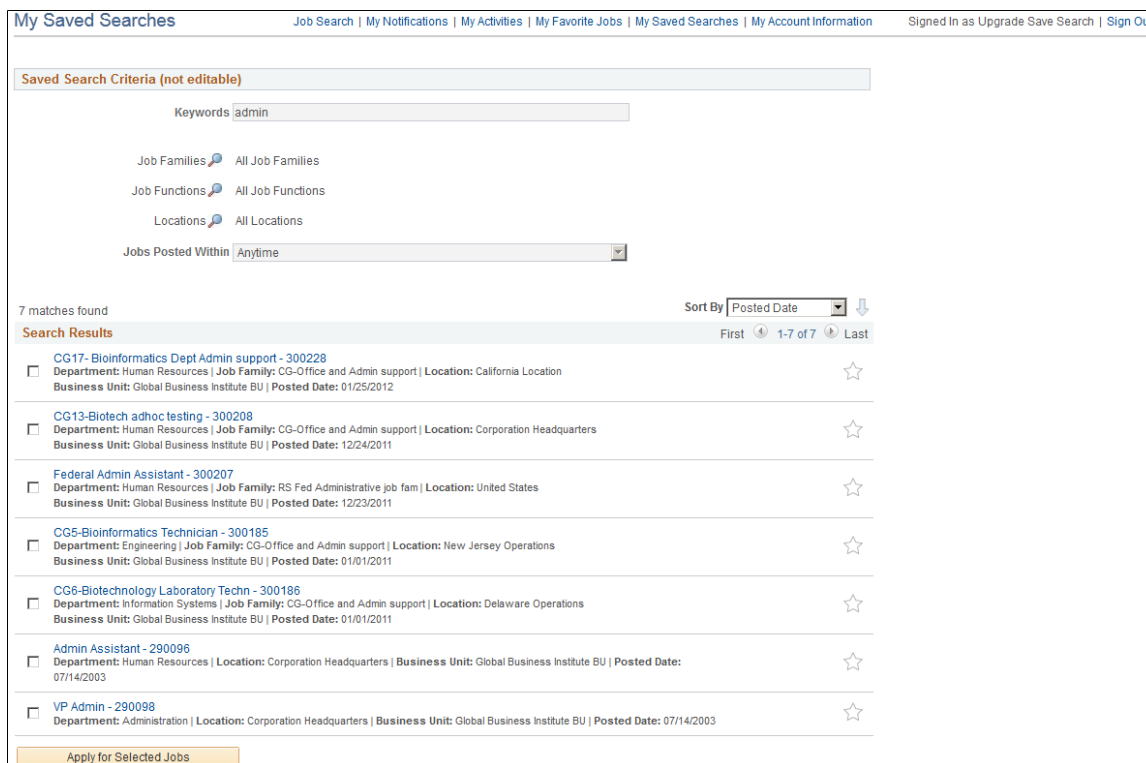 My Saved Searches Job Search | My Notifications | My Activities | My Favorite Jobs | My Saved Searches | My Account Information Signed In as Upgrade Save Search | Sign Ou
Saved Search Criteria (not editable)
Keywords admin
Job Families All Job Families
Job Functions All Job Functions
Locations All Locations
Jobs Posted Within Anytime
7 matches found Sort By Posted Date
Search Results First 1-7 of 7 Last
CG17- Bioinformatics Dept Admin support - 300228
Department: Human Resources | Job Family: CG-Office and Admin support | Location: California Location
Business Unit: Global Business Institute BU | Posted Date: 01/25/2012
CG13-Biotech adhoc testing - 300208
Department: Human Resources | Job Family: CG-Office and Admin support | Location: Corporation Headquarters
Business Unit: Global Business Institute BU | Posted Date: 12/24/2011
Federal Admin Assistant - 300207
Department: Human Resources | Job Family: RS Fed Administrative job fam | Location: United States
Business Unit: Global Business Institute BU | Posted Date: 12/23/2011
CG5-Bioinformatics Technician - 300185
Department: Engineering | Job Family: CG-Office and Admin support | Location: New Jersey Operations
Business Unit: Global Business Institute BU | Posted Date: 01/01/2011
CG6-Biotechnology Laboratory Techn - 300186
Department: Information Systems | Job Family: CG-Office and Admin support | Location: Delaware Operations
Business Unit: Global Business Institute BU | Posted Date: 01/01/2011
Admin Assistant - 290096
Department: Human Resources | Location: Corporation Headquarters | Business Unit: Global Business Institute BU | Posted Date:
07/14/2003
VP Admin - 290098
Department: Administration | Location: Corporation Headquarters | Business Unit: Global Business Institute BU | Posted Date: 07/14/2003
Apply for Selected Jobs